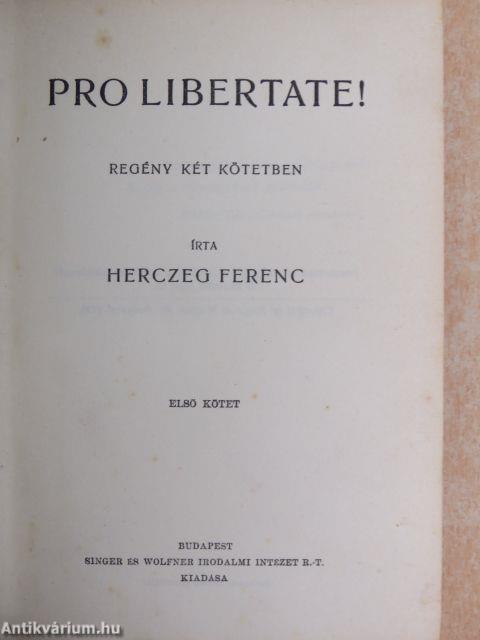 PRO LIBERTATE!
REGÉNY KÉT KÖTETBEN
ÍRTA
HERCZEG FERENC
ELSŐ KÖTET
BUDAPEST
SINGER ÉS WOLFNER IRODALMI INTÉZET R.-T.
KIADÁSA
Antikvárium.hu